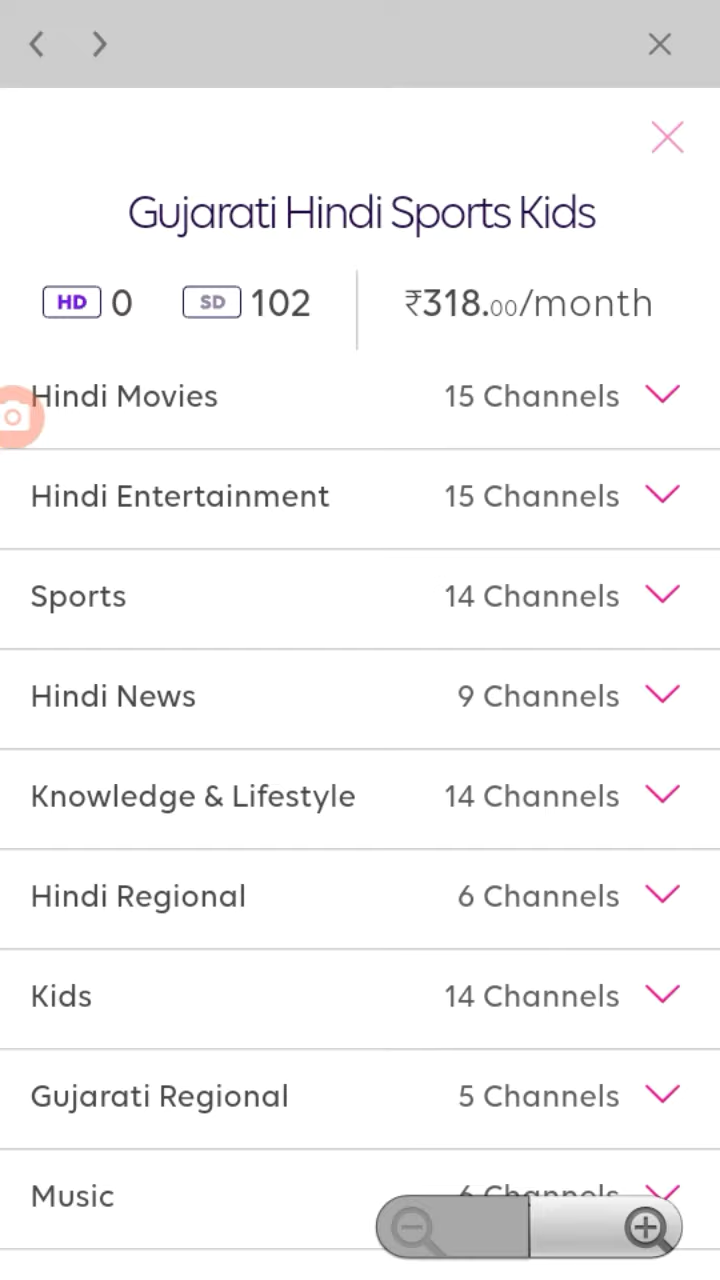 Gujarati Hindi Sports Kids
HD 0 SD 102 ₹318.00/month
Hindi Movies 15 Channels
Hindi Entertainment 15 Channels
Sports 14 Channels
Hindi News 9 Channels
Knowledge & Lifestyle 14 Channels
Hindi Regional 6 Channels
Kids 14 Channels
Gujarati Regional 5 Channels
Music 6 Channels